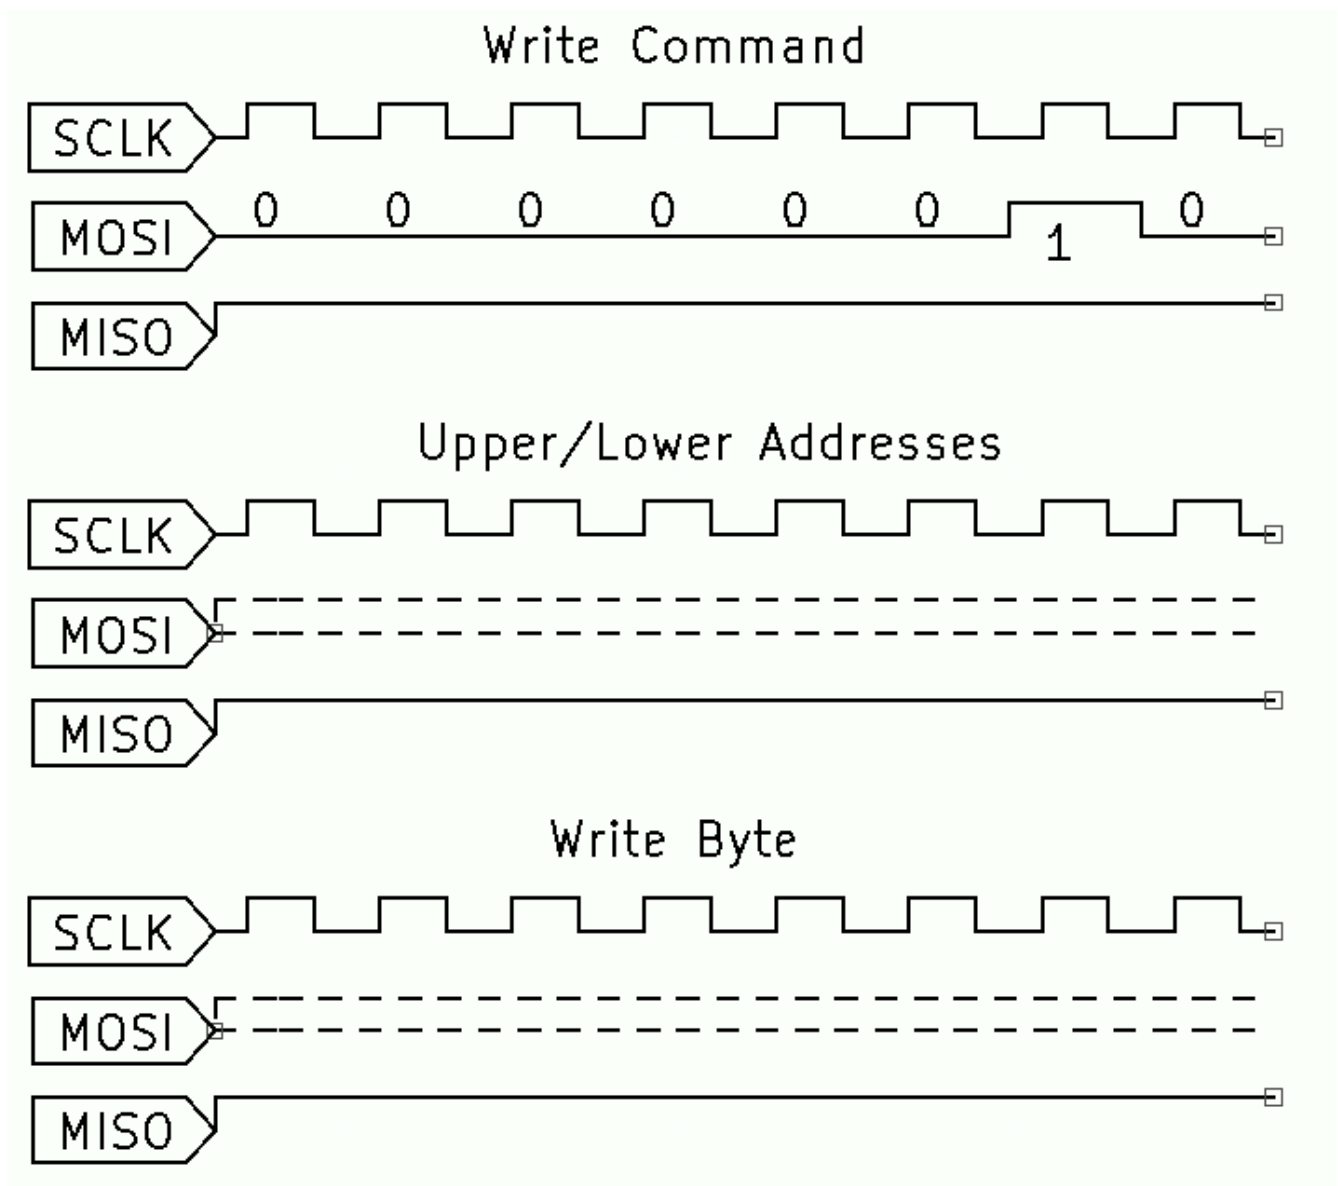 Write Command
SCLK
MOSI 0 0 0 0 0 0 1 0
MISO
Upper/Lower Addresses
SCLK
MOSI
MISO
Write Byte
SCLK
MOSI
MISO